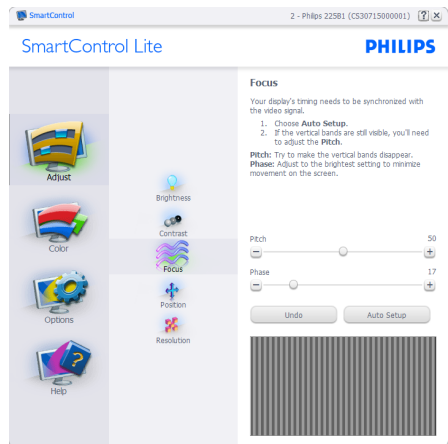 SmartControl
2 - Philips 225B1 (CS30715000001)
SmartControl Lite
PHILIPS
Adjust
Color
Options
Help
Brightness
Contrast
Focus
Position
Resolution
Focus
Your display's timing needs to be synchronized with
the video signal.
1. Choose Auto Setup.
2. If the vertical bands are still visible, you'll need
to adjust the Pitch.
Pitch: Try to make the vertical bands disappear.
Phase: Adjust to the brightest setting to minimize
movement on the screen.
Pitch 50
Phase 17
Undo
Auto Setup